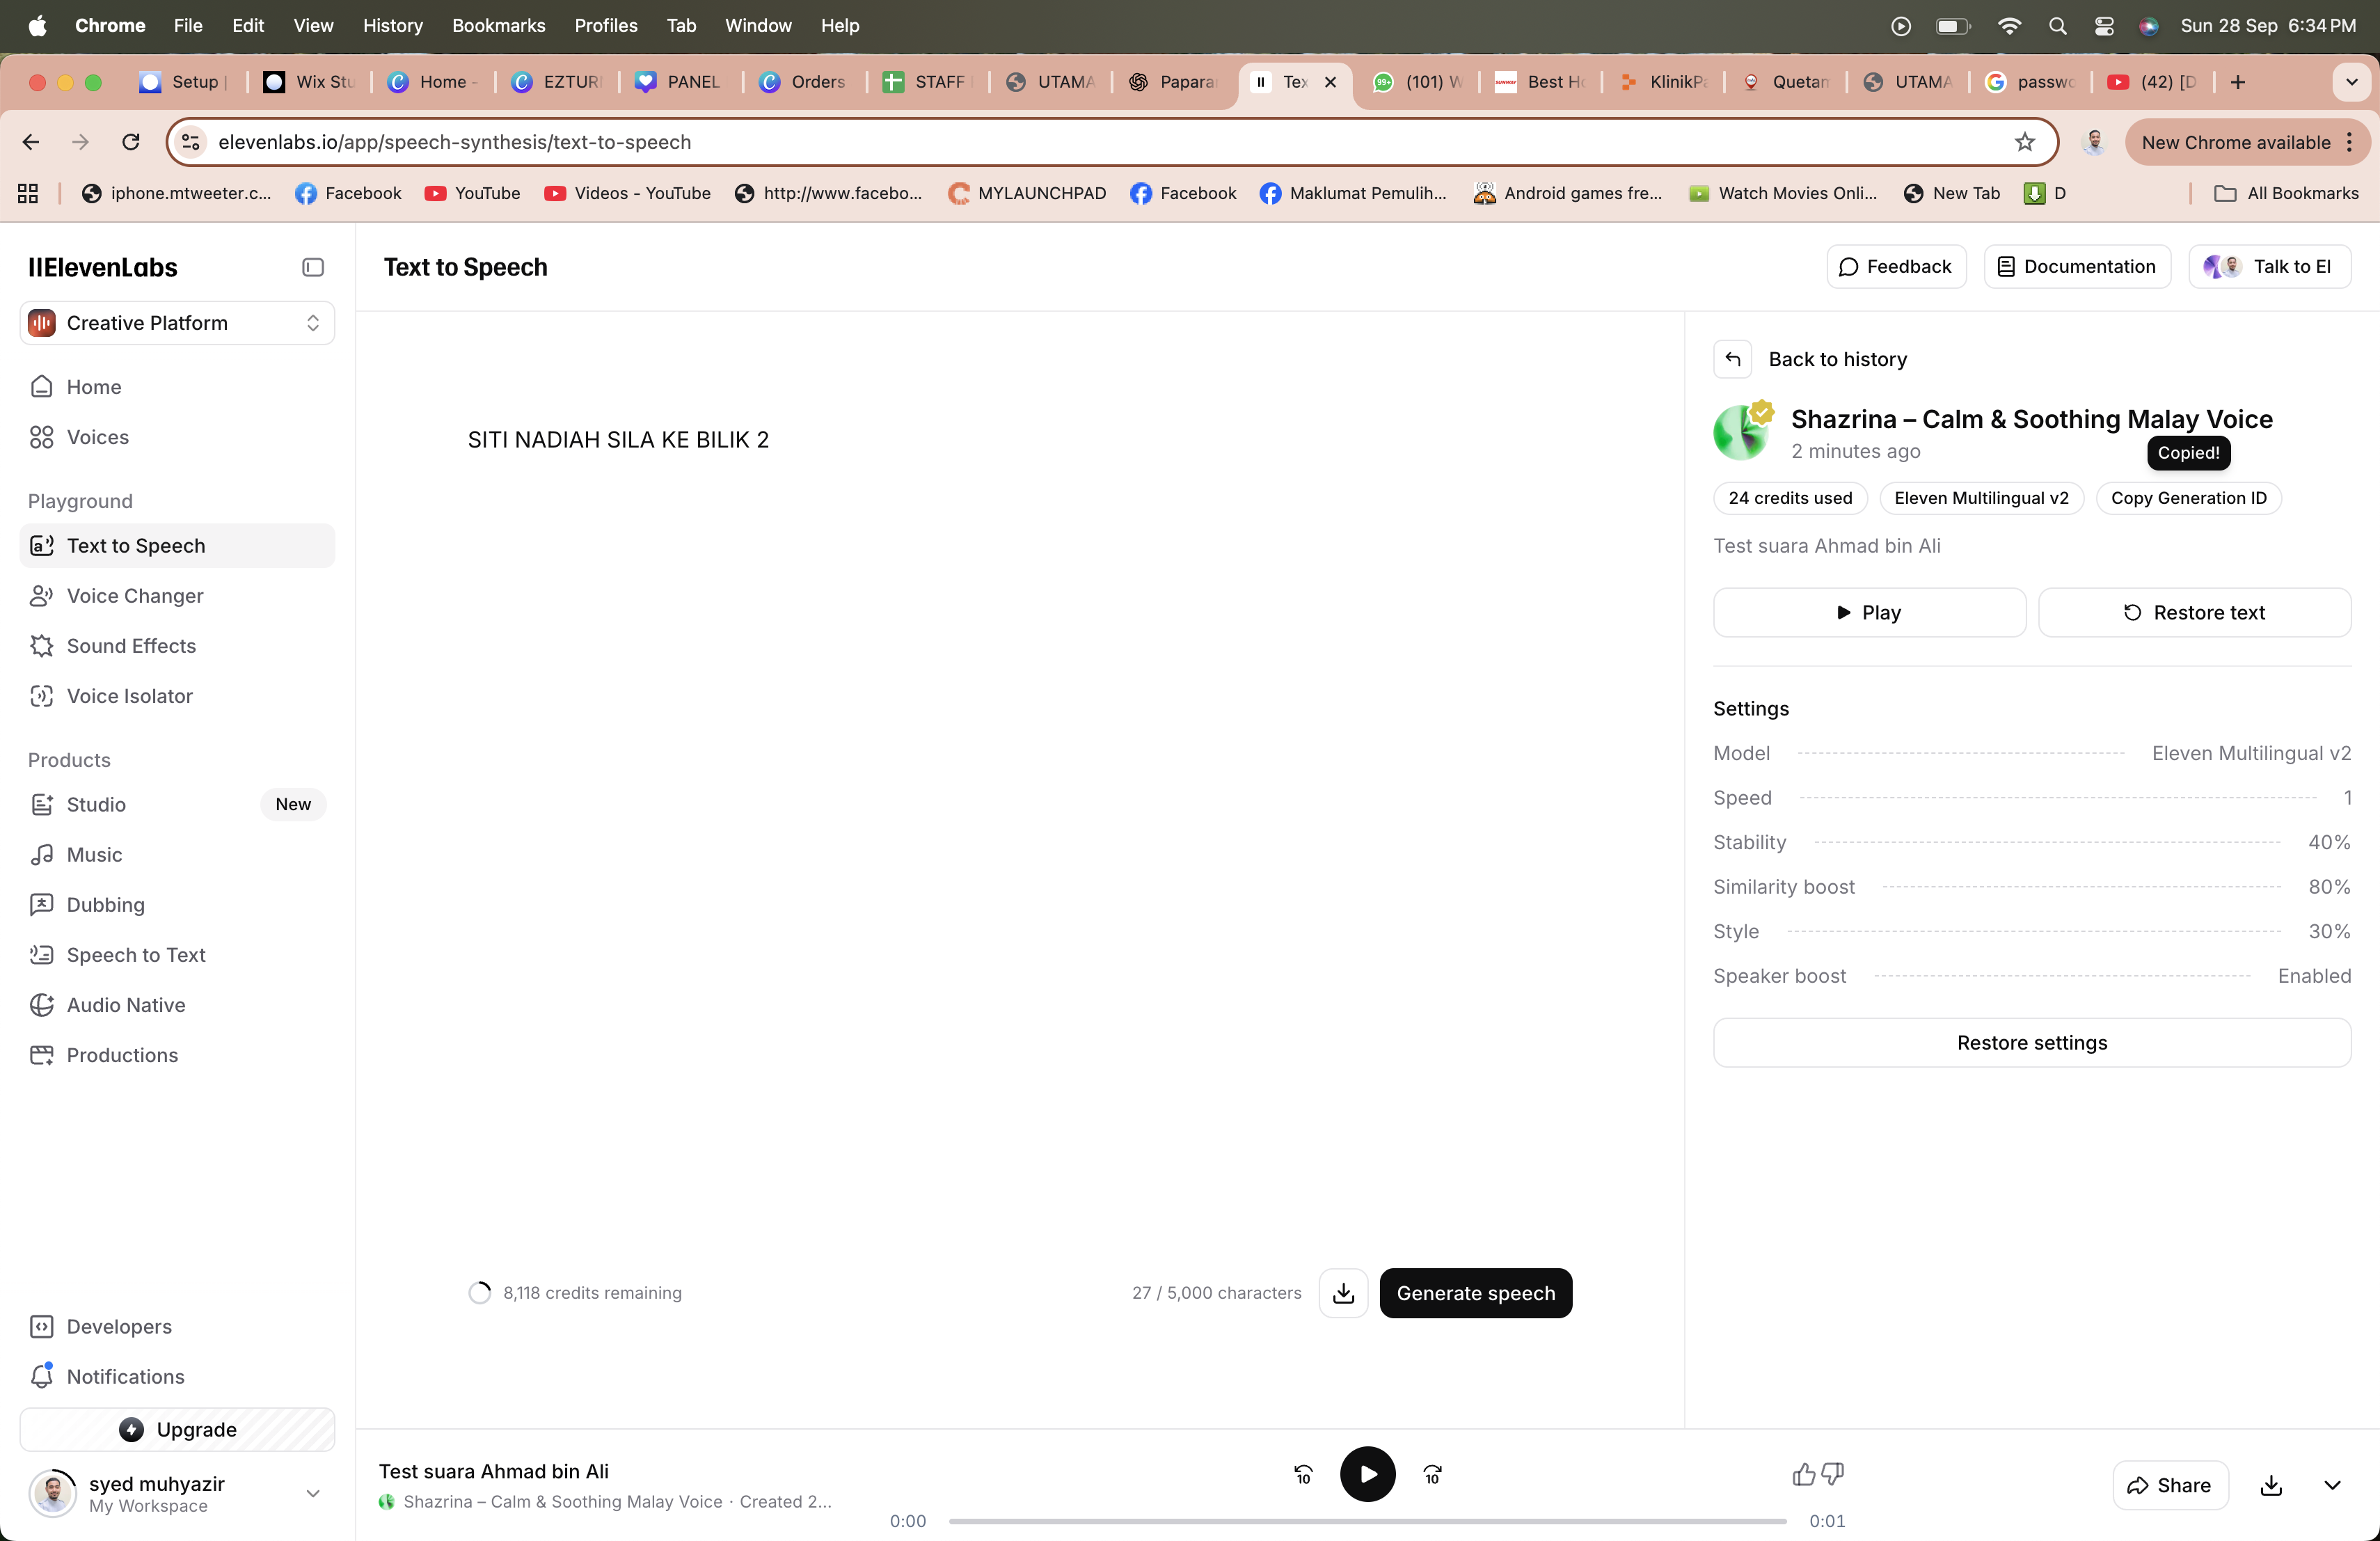 Chrome File Edit View History Bookmarks Profiles Tab Window Help Sun 28 Sep 6:34 PM
Setup | Wix Stu Home - EZTUR PANEL Orders STAFF UTAMA Papara Tex (101) W Best Ho KlinikPa Quetam UTAMA passwo (42) [D
elevenlabs.io/app/speech-synthesis/text-to-speech New Chrome available
iphone.mtweeter.c... Facebook YouTube Videos - YouTube http://www.facebo... MYLAUNCHPAD Facebook Maklumat Pemulih... Android games fre... Watch Movies Onli... New Tab D All Bookmarks
IIElevenLabs
Creative Platform
Home
Voices
Playground
Text to Speech
Voice Changer
Sound Effects
Voice Isolator
Products
Studio New
Music
Dubbing
Speech to Text
Audio Native
Productions
Developers
Notifications
Upgrade
syed muhyazir
My Workspace
Text to Speech
Feedback Documentation Talk to El
SITI NADIAH SILA KE BILIK 2
8,118 credits remaining 27 / 5,000 characters Generate speech
Back to history
Shazrina – Calm & Soothing Malay Voice
2 minutes ago
Copied!
24 credits used Eleven Multilingual v2 Copy Generation ID
Test suara Ahmad bin Ali
Play Restore text
Settings
Model Eleven Multilingual v2
Speed 1
Stability 40%
Similarity boost 80%
Style 30%
Speaker boost Enabled
Restore settings
Test suara Ahmad bin Ali
Shazrina – Calm & Soothing Malay Voice · Created 2...
10 10
0:00 0:01
Share